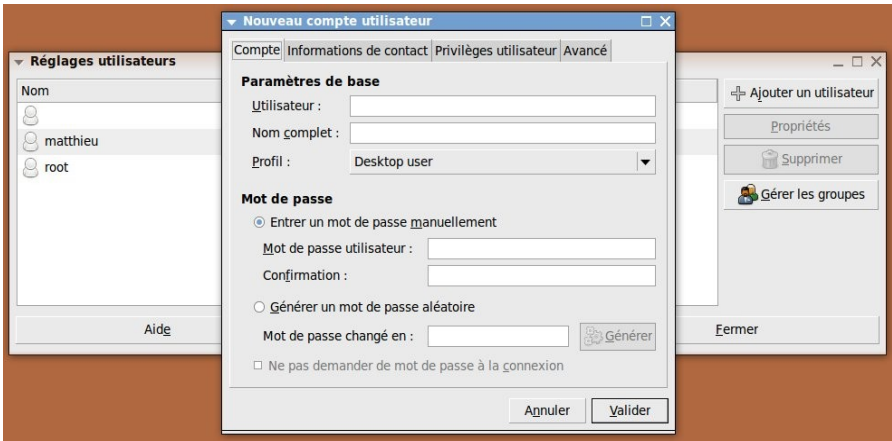 Nouveau compte utilisateur
Compte Informations de contact Privilèges utilisateur Avancé
Paramètres de base
Utilisateur :
Nom complet :
Profil : Desktop user
Mot de passe
Entrer un mot de passe manuellement
Mot de passe utilisateur :
Confirmation :
Générer un mot de passe aléatoire
Mot de passe changé en : Générer
Ne pas demander de mot de passe à la connexion
Annuler Valider
Réglages utilisateurs
Nom
matthieu
root
Ajouter un utilisateur
Propriétés
Supprimer
Gérer les groupes
Aide
Fermer